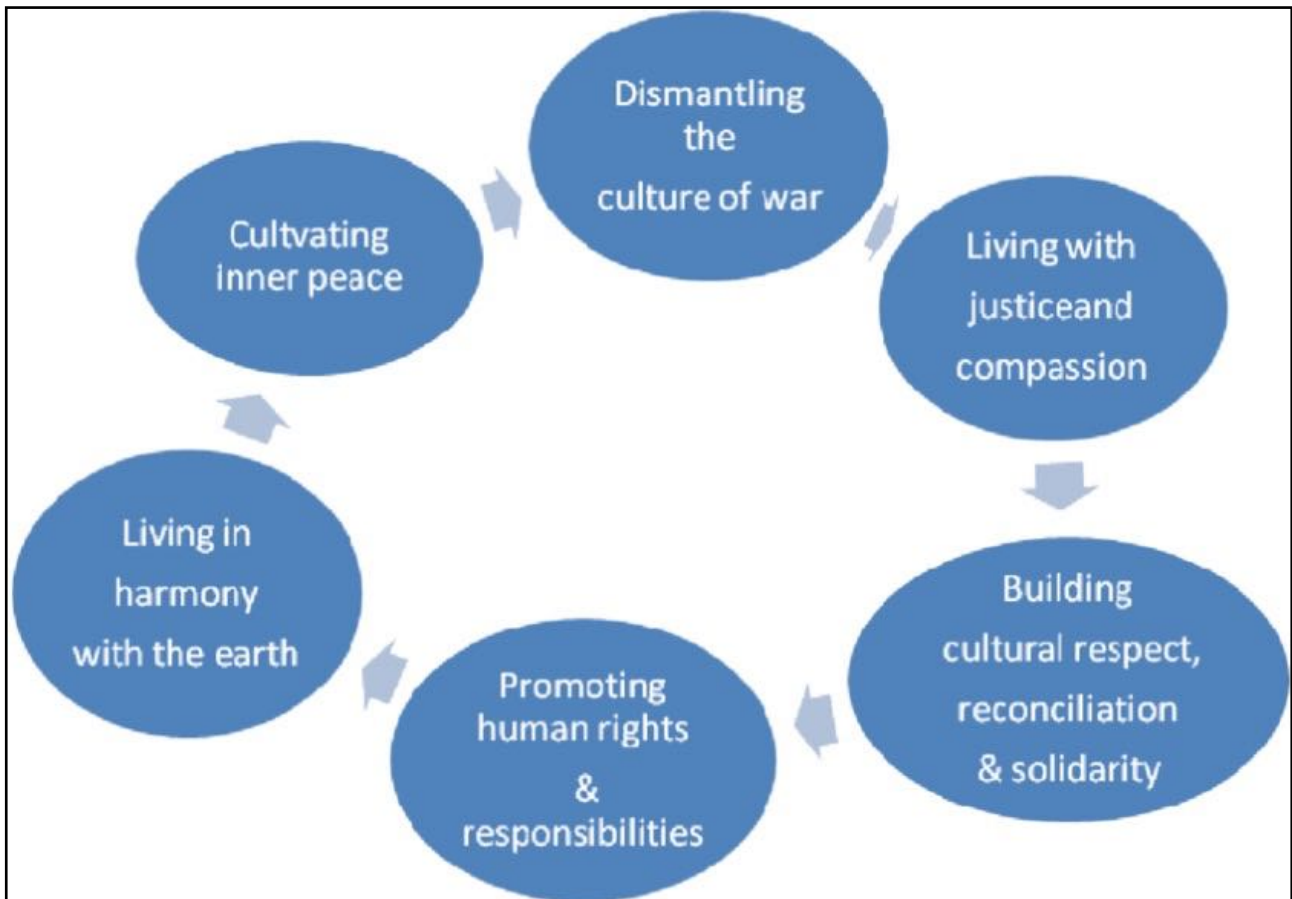 Dismantling
the
culture of war
Living with
justiceand
compassion
Building
cultural respect,
reconciliation
& solidarity
Promoting
human rights
&
responsibilities
Living in
harmony
with the earth
Cultvating
inner peace